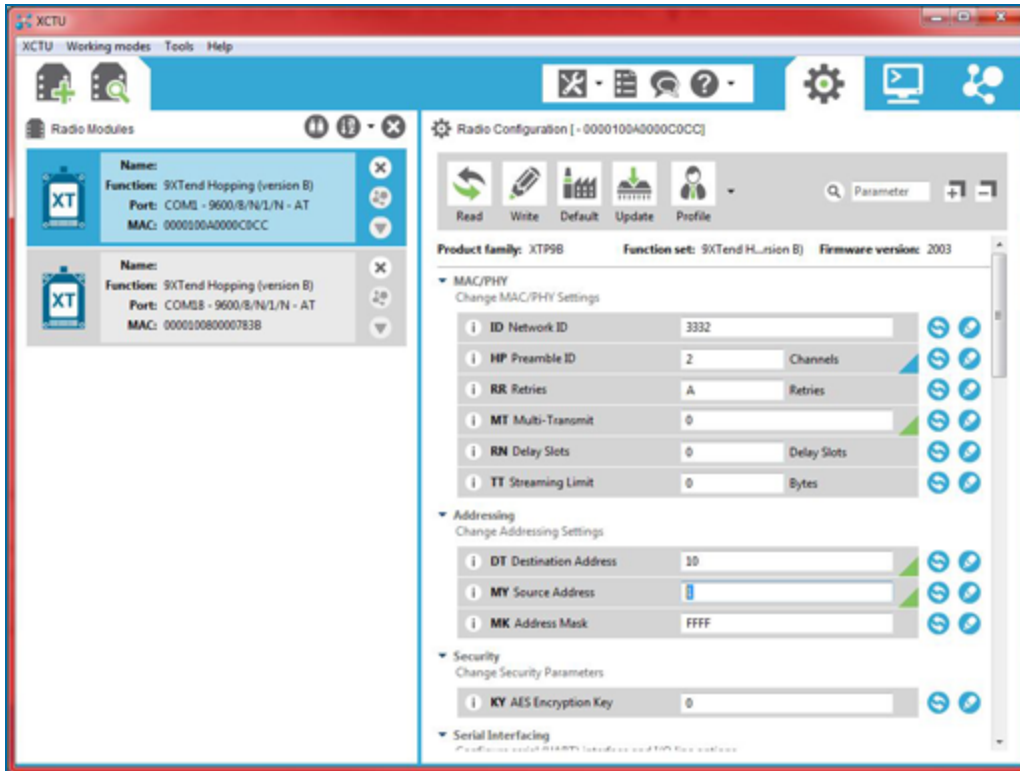 XCTU
XCTU Working modes Tools Help
Radio Modules
Name:
Function: 9XTend Hopping (version B)
Port: COM1 - 9600/8/N/1/N - AT
MAC: 0000100A0000C0CC
XT
Name:
Function: 9XTend Hopping (version B)
Port: COM18 - 9600/8/N/1/N - AT
MAC: 000010080000783B
XT
Radio Configuration [ - 0000100A0000C0CC]
Read Write Default Update Profile
Parameter
Product family: XTP9B Function set: 9XTend H...rsion B) Firmware version: 2003
MAC/PHY
Change MAC/PHY Settings
i ID Network ID 3332
i HP Preamble ID 2 Channels
i RR Retries A Retries
i MT Multi-Transmit 0
i RN Delay Slots 0 Delay Slots
i TT Streaming Limit 0 Bytes
Addressing
Change Addressing Settings
i DT Destination Address 10
i MY Source Address 1
i MK Address Mask FFFF
Security
Change Security Parameters
i KY AES Encryption Key 0
Serial Interfacing